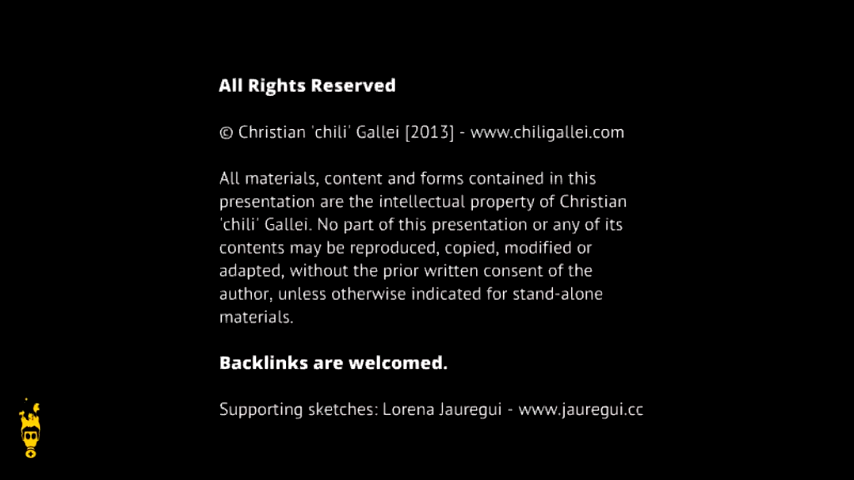 All Rights Reserved
© Christian 'chili' Gallei [2013] - www.chiligallei.com
All materials, content and forms contained in this
presentation are the intellectual property of Christian
'chili' Gallei. No part of this presentation or any of its
contents may be reproduced, copied, modified or
adapted, without the prior written consent of the
author, unless otherwise indicated for stand-alone
materials.
Backlinks are welcomed.
Supporting sketches: Lorena Jauregui - www.jauregui.cc